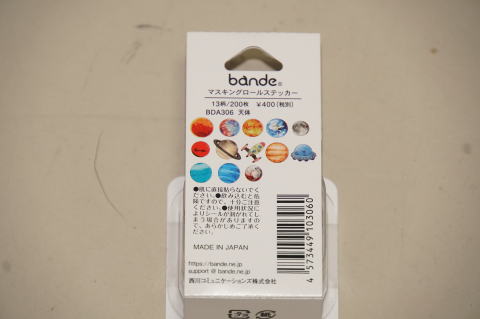 bande®
マスキングロールステッカー
13柄/200枚 ¥400(税別)
BDA306 天体
●肌に直接貼らないでくだ
さい。●飲み込むと危
険ですので、十分ご注意
ください。●使用状況に
よりシールが剥がれてし
まう場合がありますの
で、あらかじめご了承く
ださい。
MADE IN JAPAN
https://bande.ne.jp
support @ bande.ne.jp
西川コミュニケーションズ株式会社
4 573449 103060